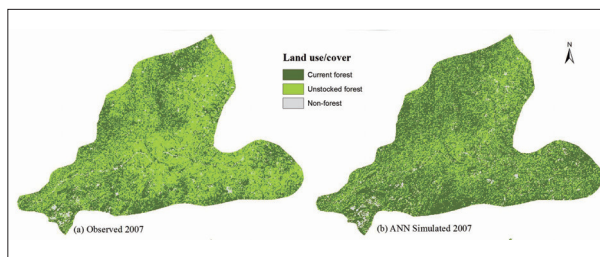 Land use/cover
N
Current forest
Unstocked forest
Non-forest
(a) Observed 2007
(b) ANN Simulated 2007